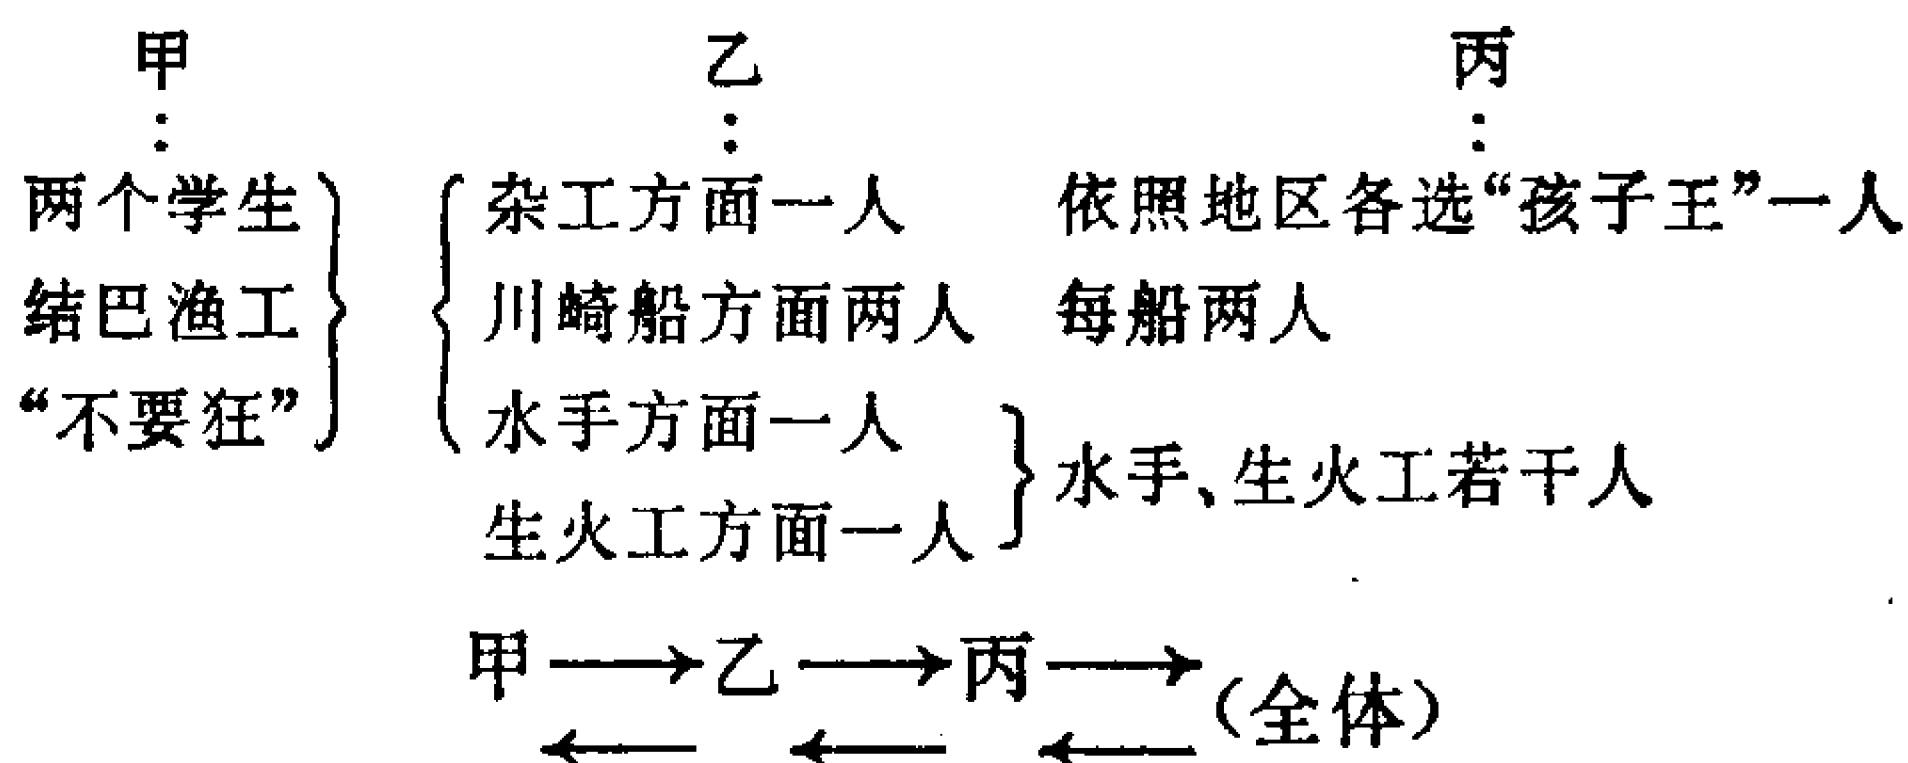 甲 乙 丙
: : :
两个学生 杂工方面一人 依照地区各选“孩子王”一人
结巴渔工 川崎船方面两人 每船两人
“不要狂” 水手方面一人
水手、生火工若干人
生火工方面一人
甲→乙→丙→
(全体)
← ← ←